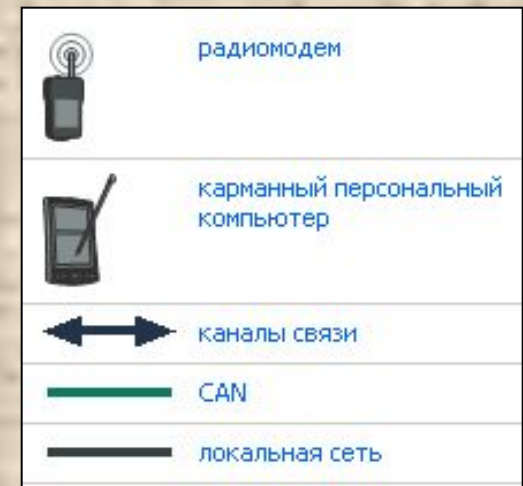 радиомодем
карманный персональный
компьютер
каналы связи
CAN
локальная сеть